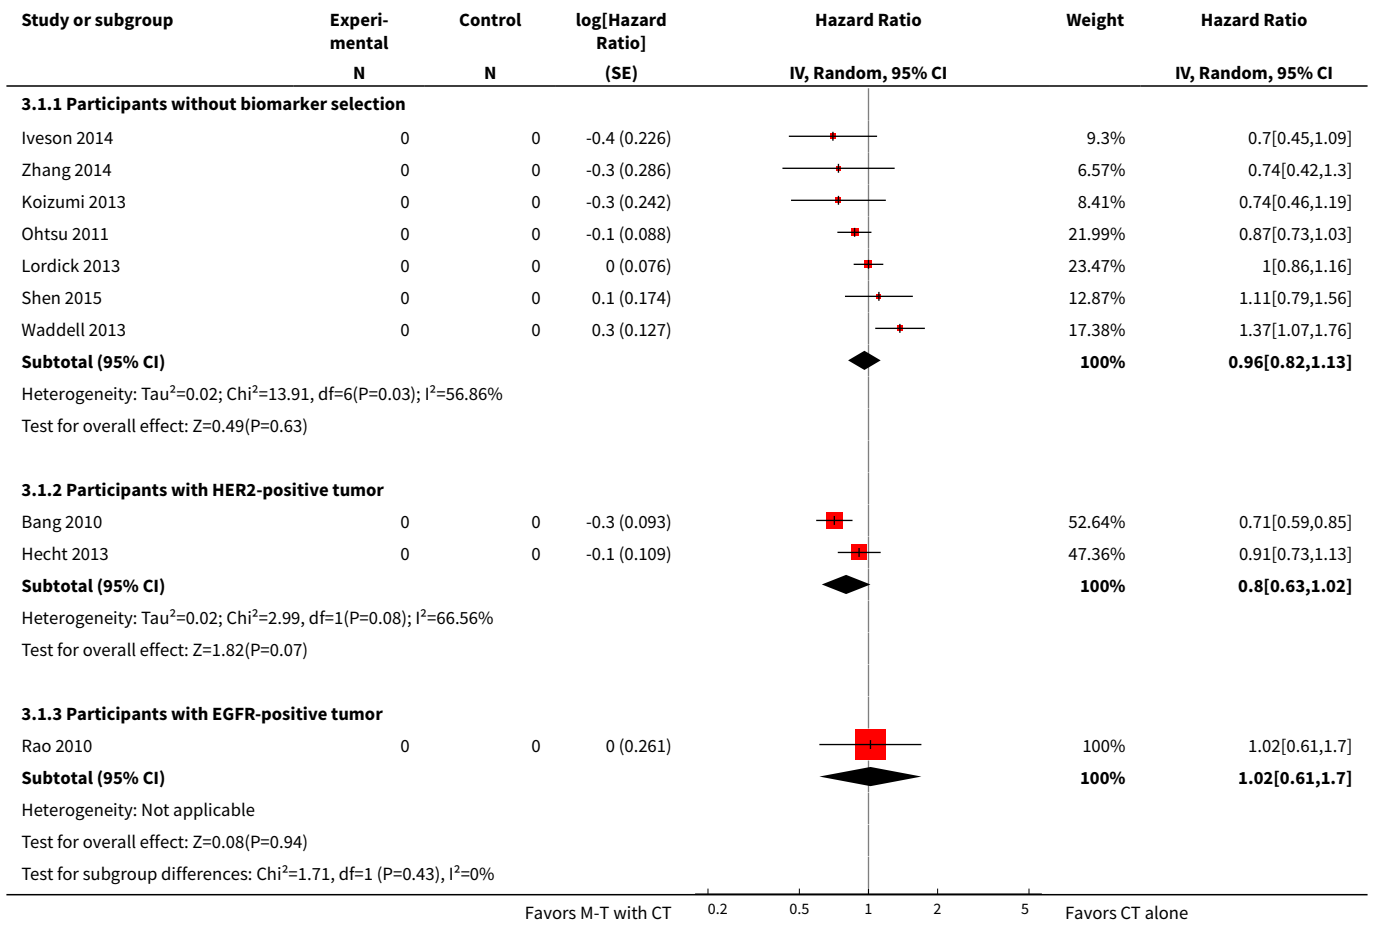 Study or subgroup Experi- Control log[Hazard Hazard Ratio Weight Hazard Ratio
mental Ratio]
N N (SE) IV, Random, 95% CI IV, Random, 95% CI
3.1.1 Participants without biomarker selection
Iveson 2014 0 0 -0.4 (0.226) 9.3% 0.7[0.45,1.09]
Zhang 2014 0 0 -0.3 (0.286) 6.57% 0.74[0.42,1.3]
Koizumi 2013 0 0 -0.3 (0.242) 8.41% 0.74[0.46,1.19]
Ohtsu 2011 0 0 -0.1 (0.088) 21.99% 0.87[0.73,1.03]
Lordick 2013 0 0 0 (0.076) 23.47% 1[0.86,1.16]
Shen 2015 0 0 0.1 (0.174) 12.87% 1.11[0.79,1.56]
Waddell 2013 0 0 0.3 (0.127) 17.38% 1.37[1.07,1.76]
Subtotal (95% CI) 100% 0.96[0.82,1.13]
Heterogeneity: Tau²=0.02; Chi²=13.91, df=6(P=0.03); I²=56.86%
Test for overall effect: Z=0.49(P=0.63)
3.1.2 Participants with HER2-positive tumor
Bang 2010 0 0 -0.3 (0.093) 52.64% 0.71[0.59,0.85]
Hecht 2013 0 0 -0.1 (0.109) 47.36% 0.91[0.73,1.13]
Subtotal (95% CI) 100% 0.8[0.63,1.02]
Heterogeneity: Tau²=0.02; Chi²=2.99, df=1(P=0.08); I²=66.56%
Test for overall effect: Z=1.82(P=0.07)
3.1.3 Participants with EGFR-positive tumor
Rao 2010 0 0 0 (0.261) 100% 1.02[0.61,1.7]
Subtotal (95% CI) 100% 1.02[0.61,1.7]
Heterogeneity: Not applicable
Test for overall effect: Z=0.08(P=0.94)
Test for subgroup differences: Chi²=1.71, df=1 (P=0.43), I²=0%
Favors M-T with CT 0.2 0.5 1 2 5 Favors CT alone